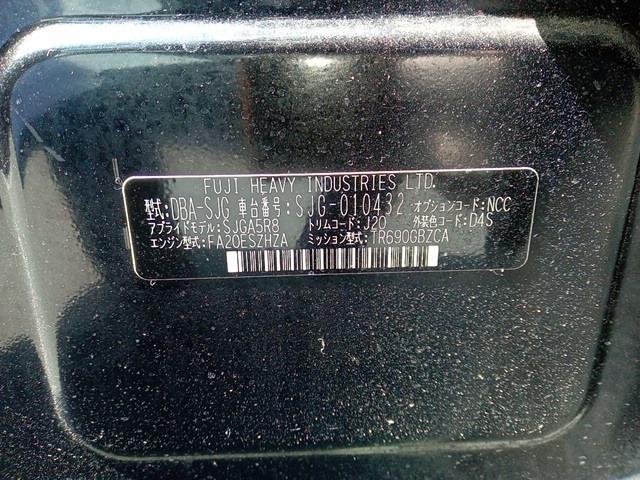 FUJI HEAVY INDUSTRIES LTD.
型式:DBA-SJG 車台番号:SJG-010432 オプションコード:NCC
アプライドモデル:SJGA5R8 トリムコード:J20 外装色コード:D4S
エンジン型式:FA20ESZHZA ミッション型式:TR690GBZCA